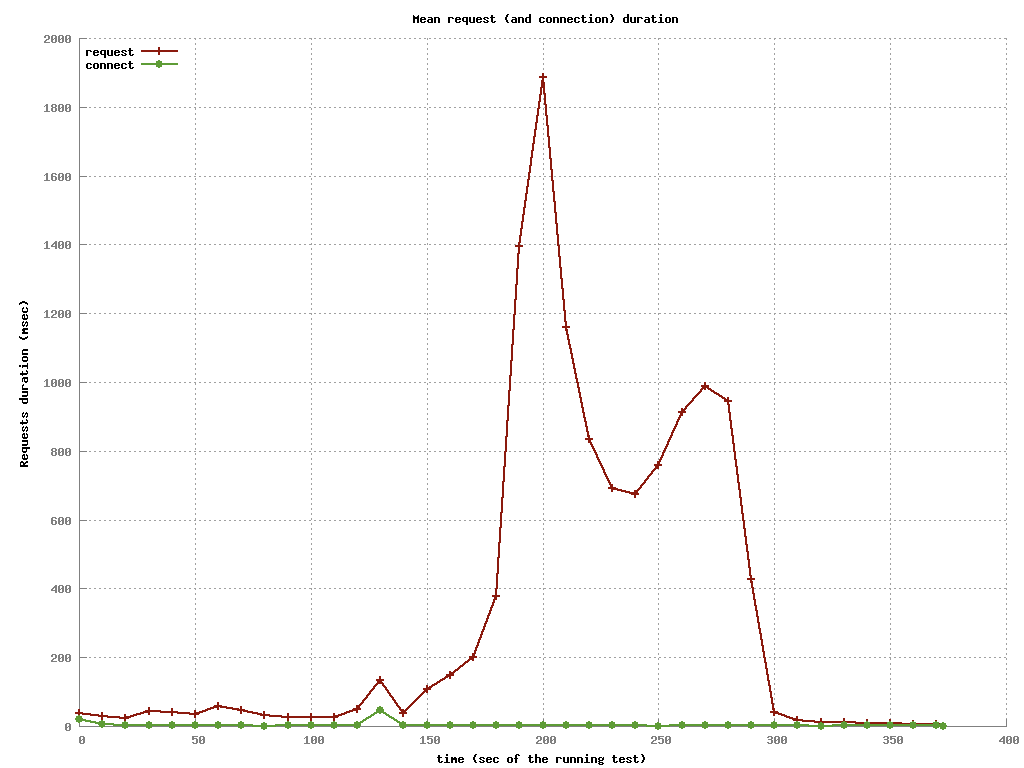 Mean request (and connection) duration
2000
request
connect
1800
1600
1400
1200
1000
800
600
400
200
0
Requests duration (msec)
0 50 100 150 200 250 300 350 400
time (sec of the running test)